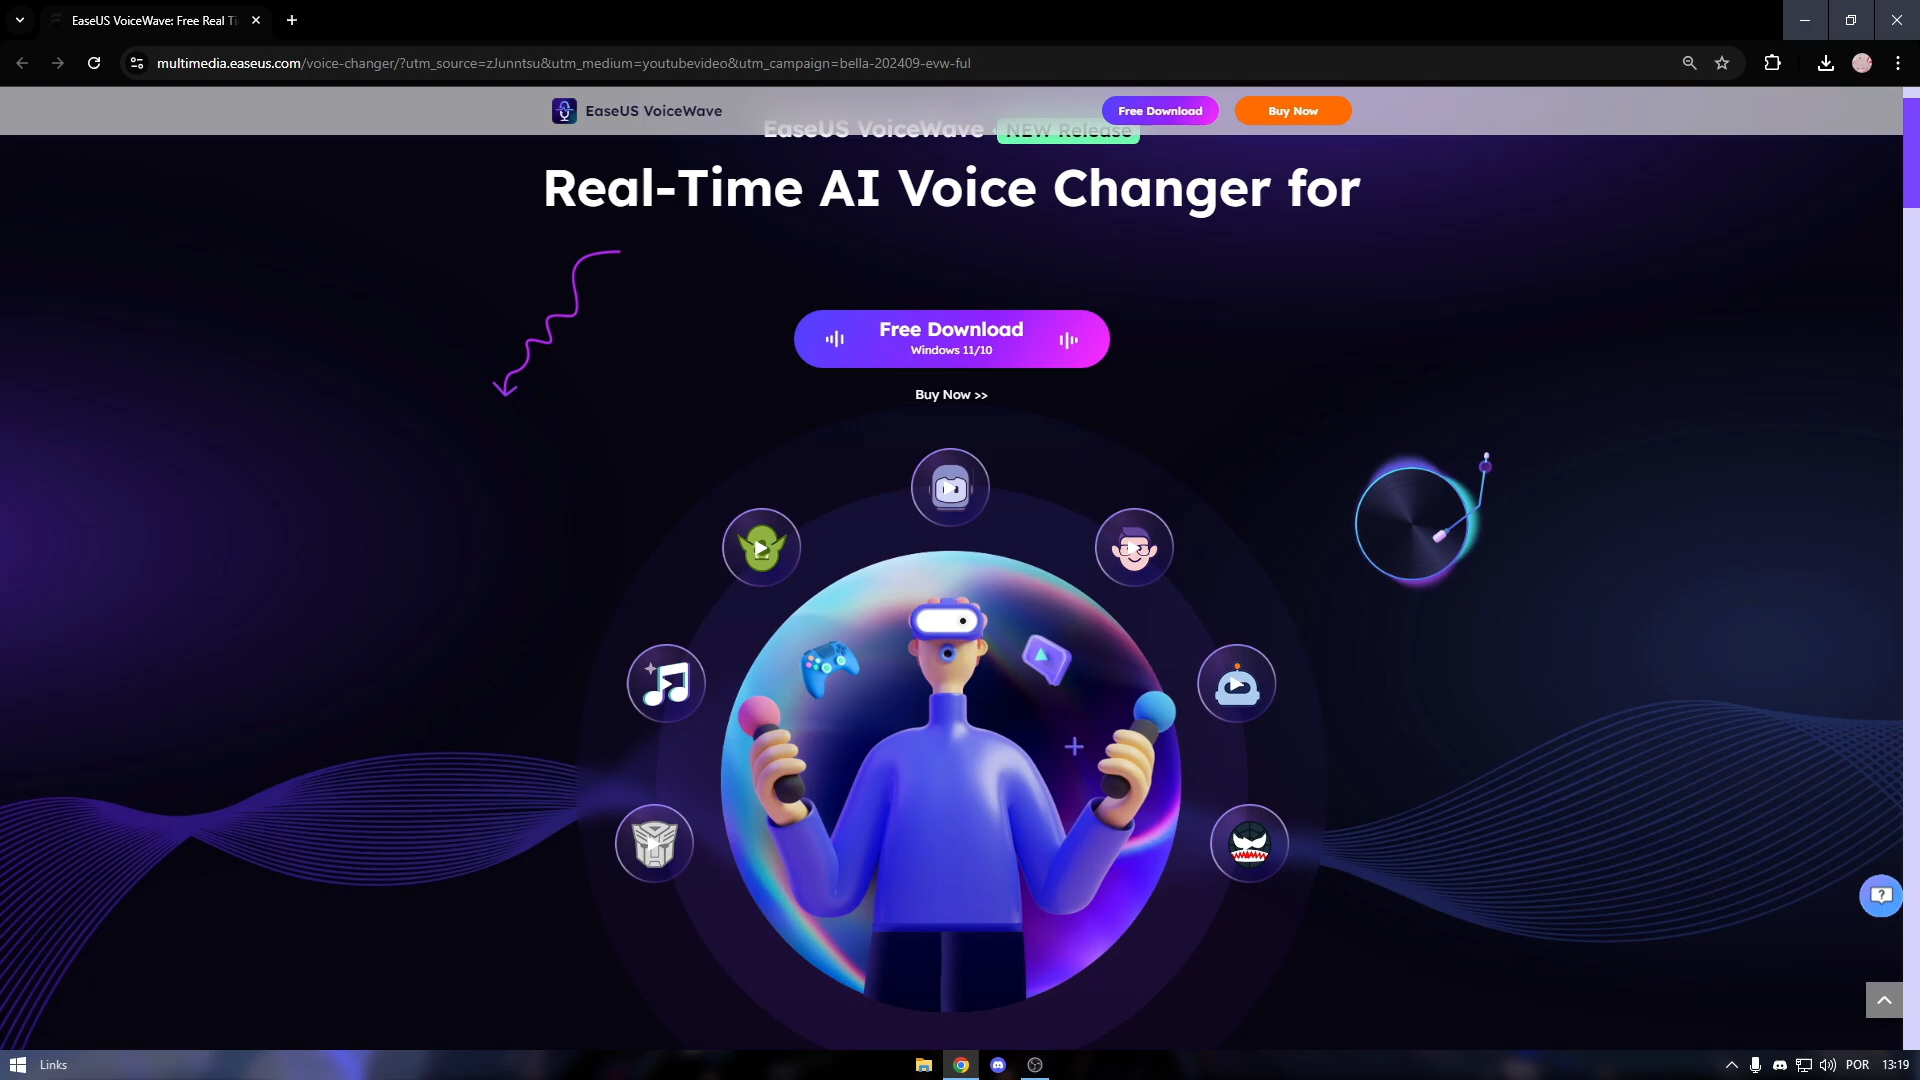 EaseUS VoiceWave: Free Real Ti
multimedia.easeus.com/voice-changer/?utm_source=zJunntsu&utm_medium=youtubevideo&utm_campaign=bella-202409-evw-ful
EaseUS VoiceWave
Free Download
Buy Now
EaseUS VoiceWave - NEW Release
Real-Time AI Voice Changer for
Free Download
Windows 11/10
Buy Now >>
Links
POR
13:19